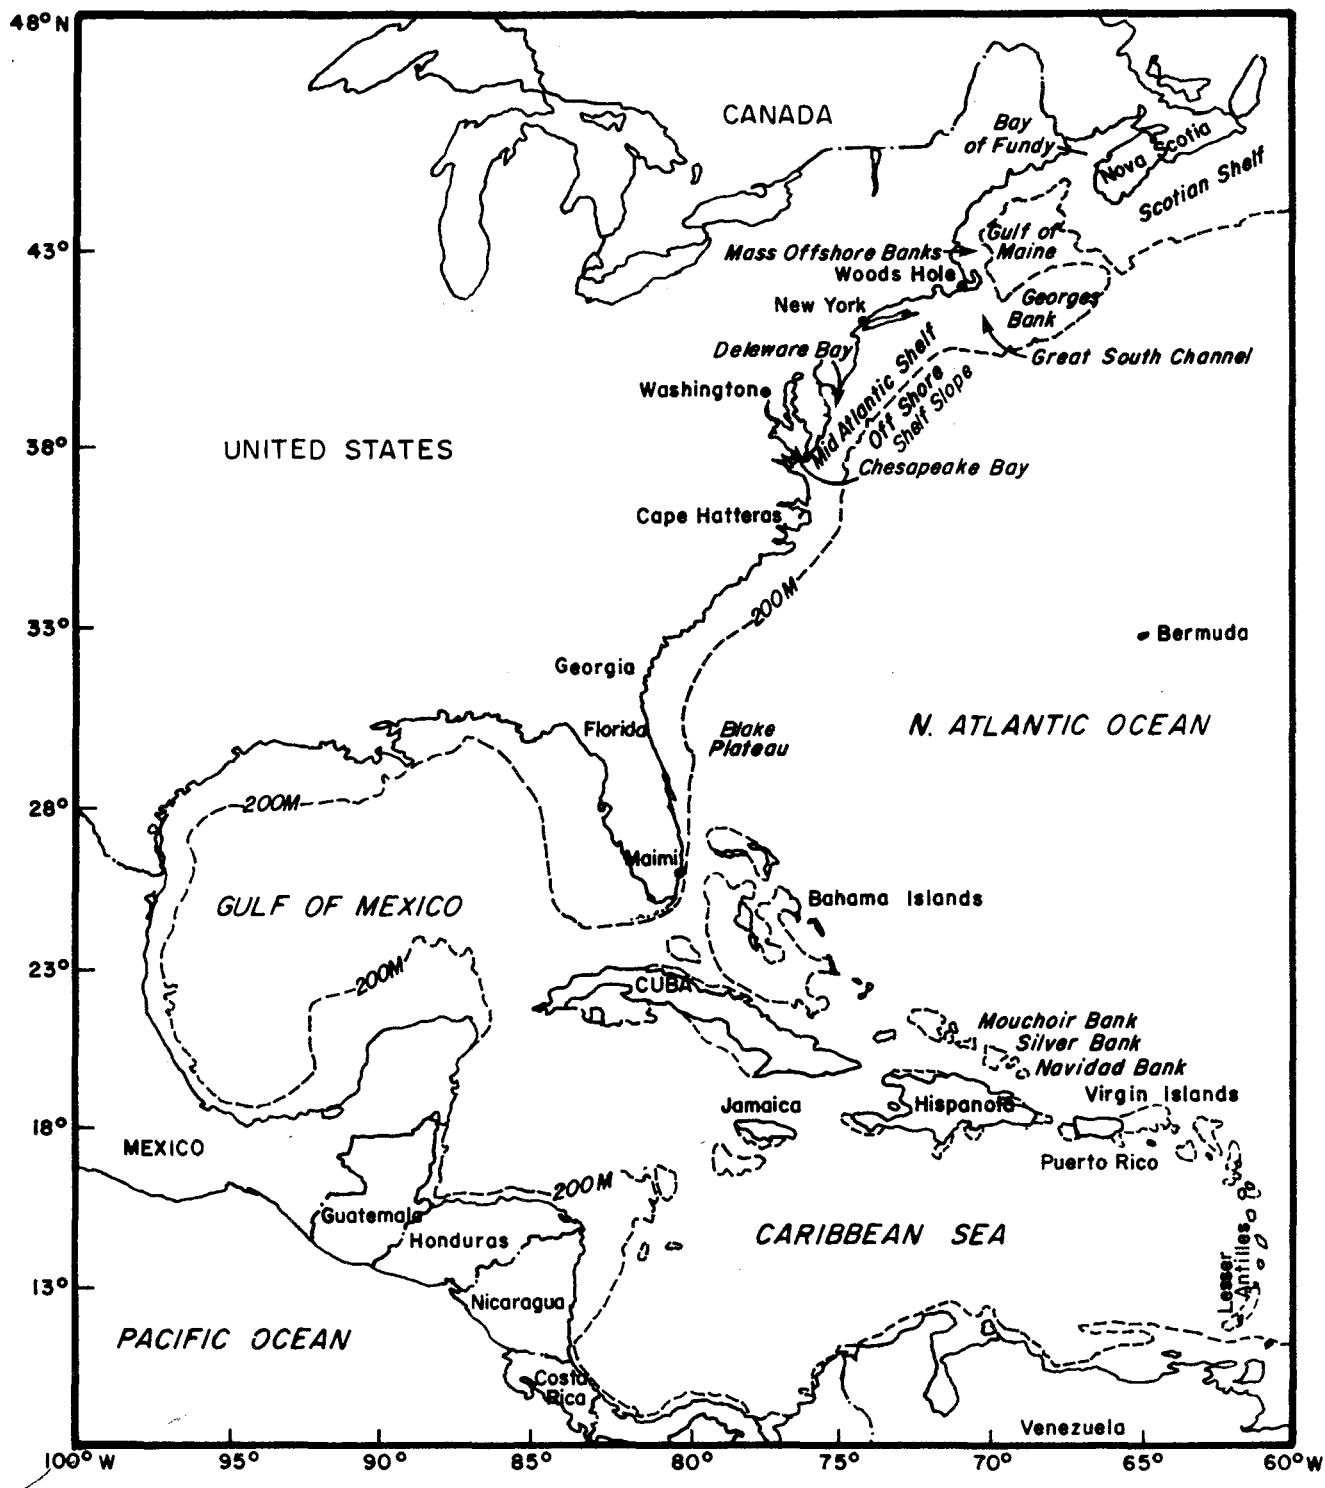 48° N
CANADA
Bay
of Fundy
Nova Scotia
Scotian Shelf
43°
Gulf of
Maine
Mass Offshore Banks
Woods Hole
New York
Georges
Bank
Great South Channel
Deleware Bay
Washington
Mid Atlantic Shelf
Off Shore
Shelf Slope
38°
UNITED STATES
Chesapeake Bay
Cape Hatteras
200M
33°
Bermuda
Georgia
Florida
Blake
Plateau
N. ATLANTIC OCEAN
28°
200M
Maimi
GULF OF MEXICO
Bahama Islands
23°
200M
CUBA
Mouchoir Bank
Silver Bank
Navidad Bank
Virgin Islands
Jamaica
Hispanola
18°
MEXICO
Puerto Rico
200M
Guatemala
Honduras
CARIBBEAN SEA
Lesser
Antilles
13°
Nicaragua
PACIFIC OCEAN
Costa
Rica
Venezuela
100° W
95°
90°
85°
80°
75°
70°
65°
60° W